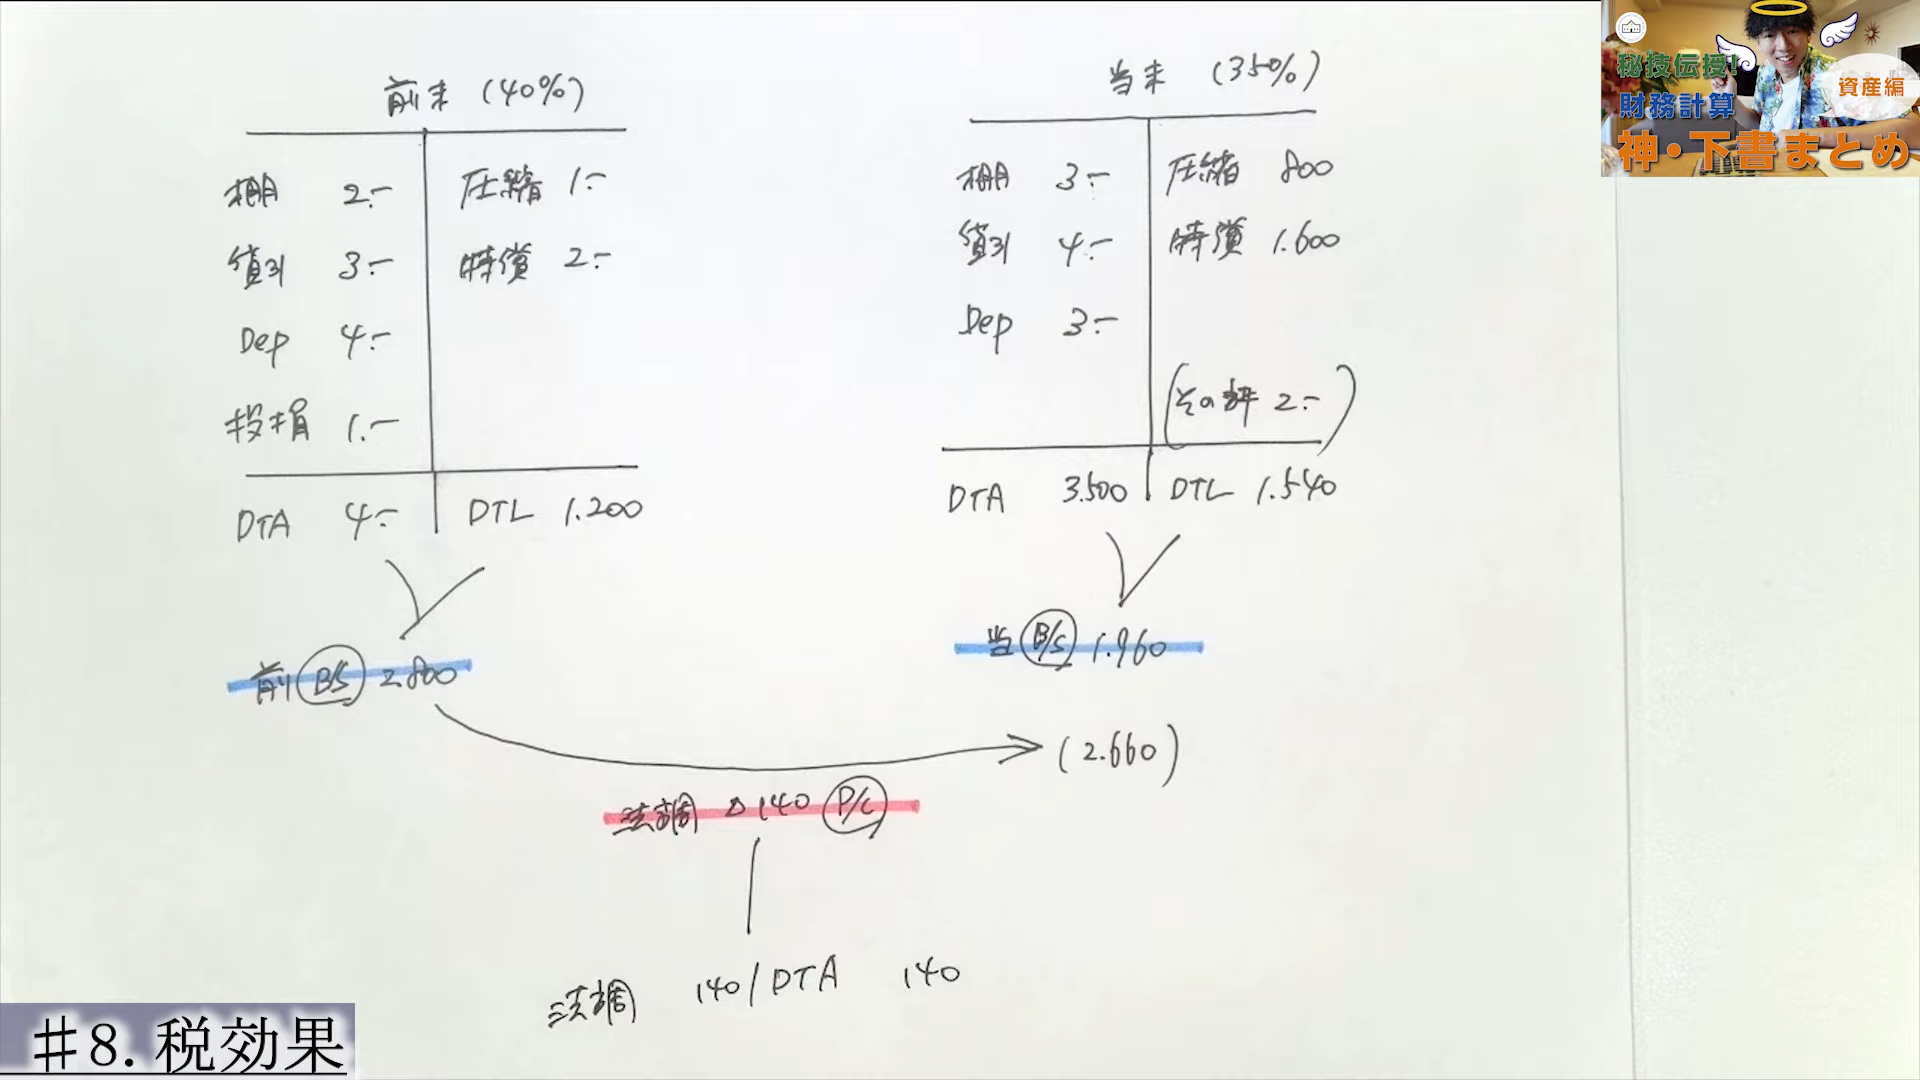 前末 (40%)
棚 2.- 圧縮 1.-
値引 3.- 特償 2.-
Dep 4.-
投損 1.-
DTA 4.- DTL 1.200
前 B/S 2.800
当末 (35%)
棚 3.- 圧縮 800
値引 4.- 特償 1.600
Dep 3.-
(その評 2.-)
DTA 3.500 DTL 1.540
当 B/S 1.960
(2.660)
法調 △140 P/L
法調 140 / DTA 140
秘技伝授!
財務計算
資産編
神・下書まとめ
#8. 税効果